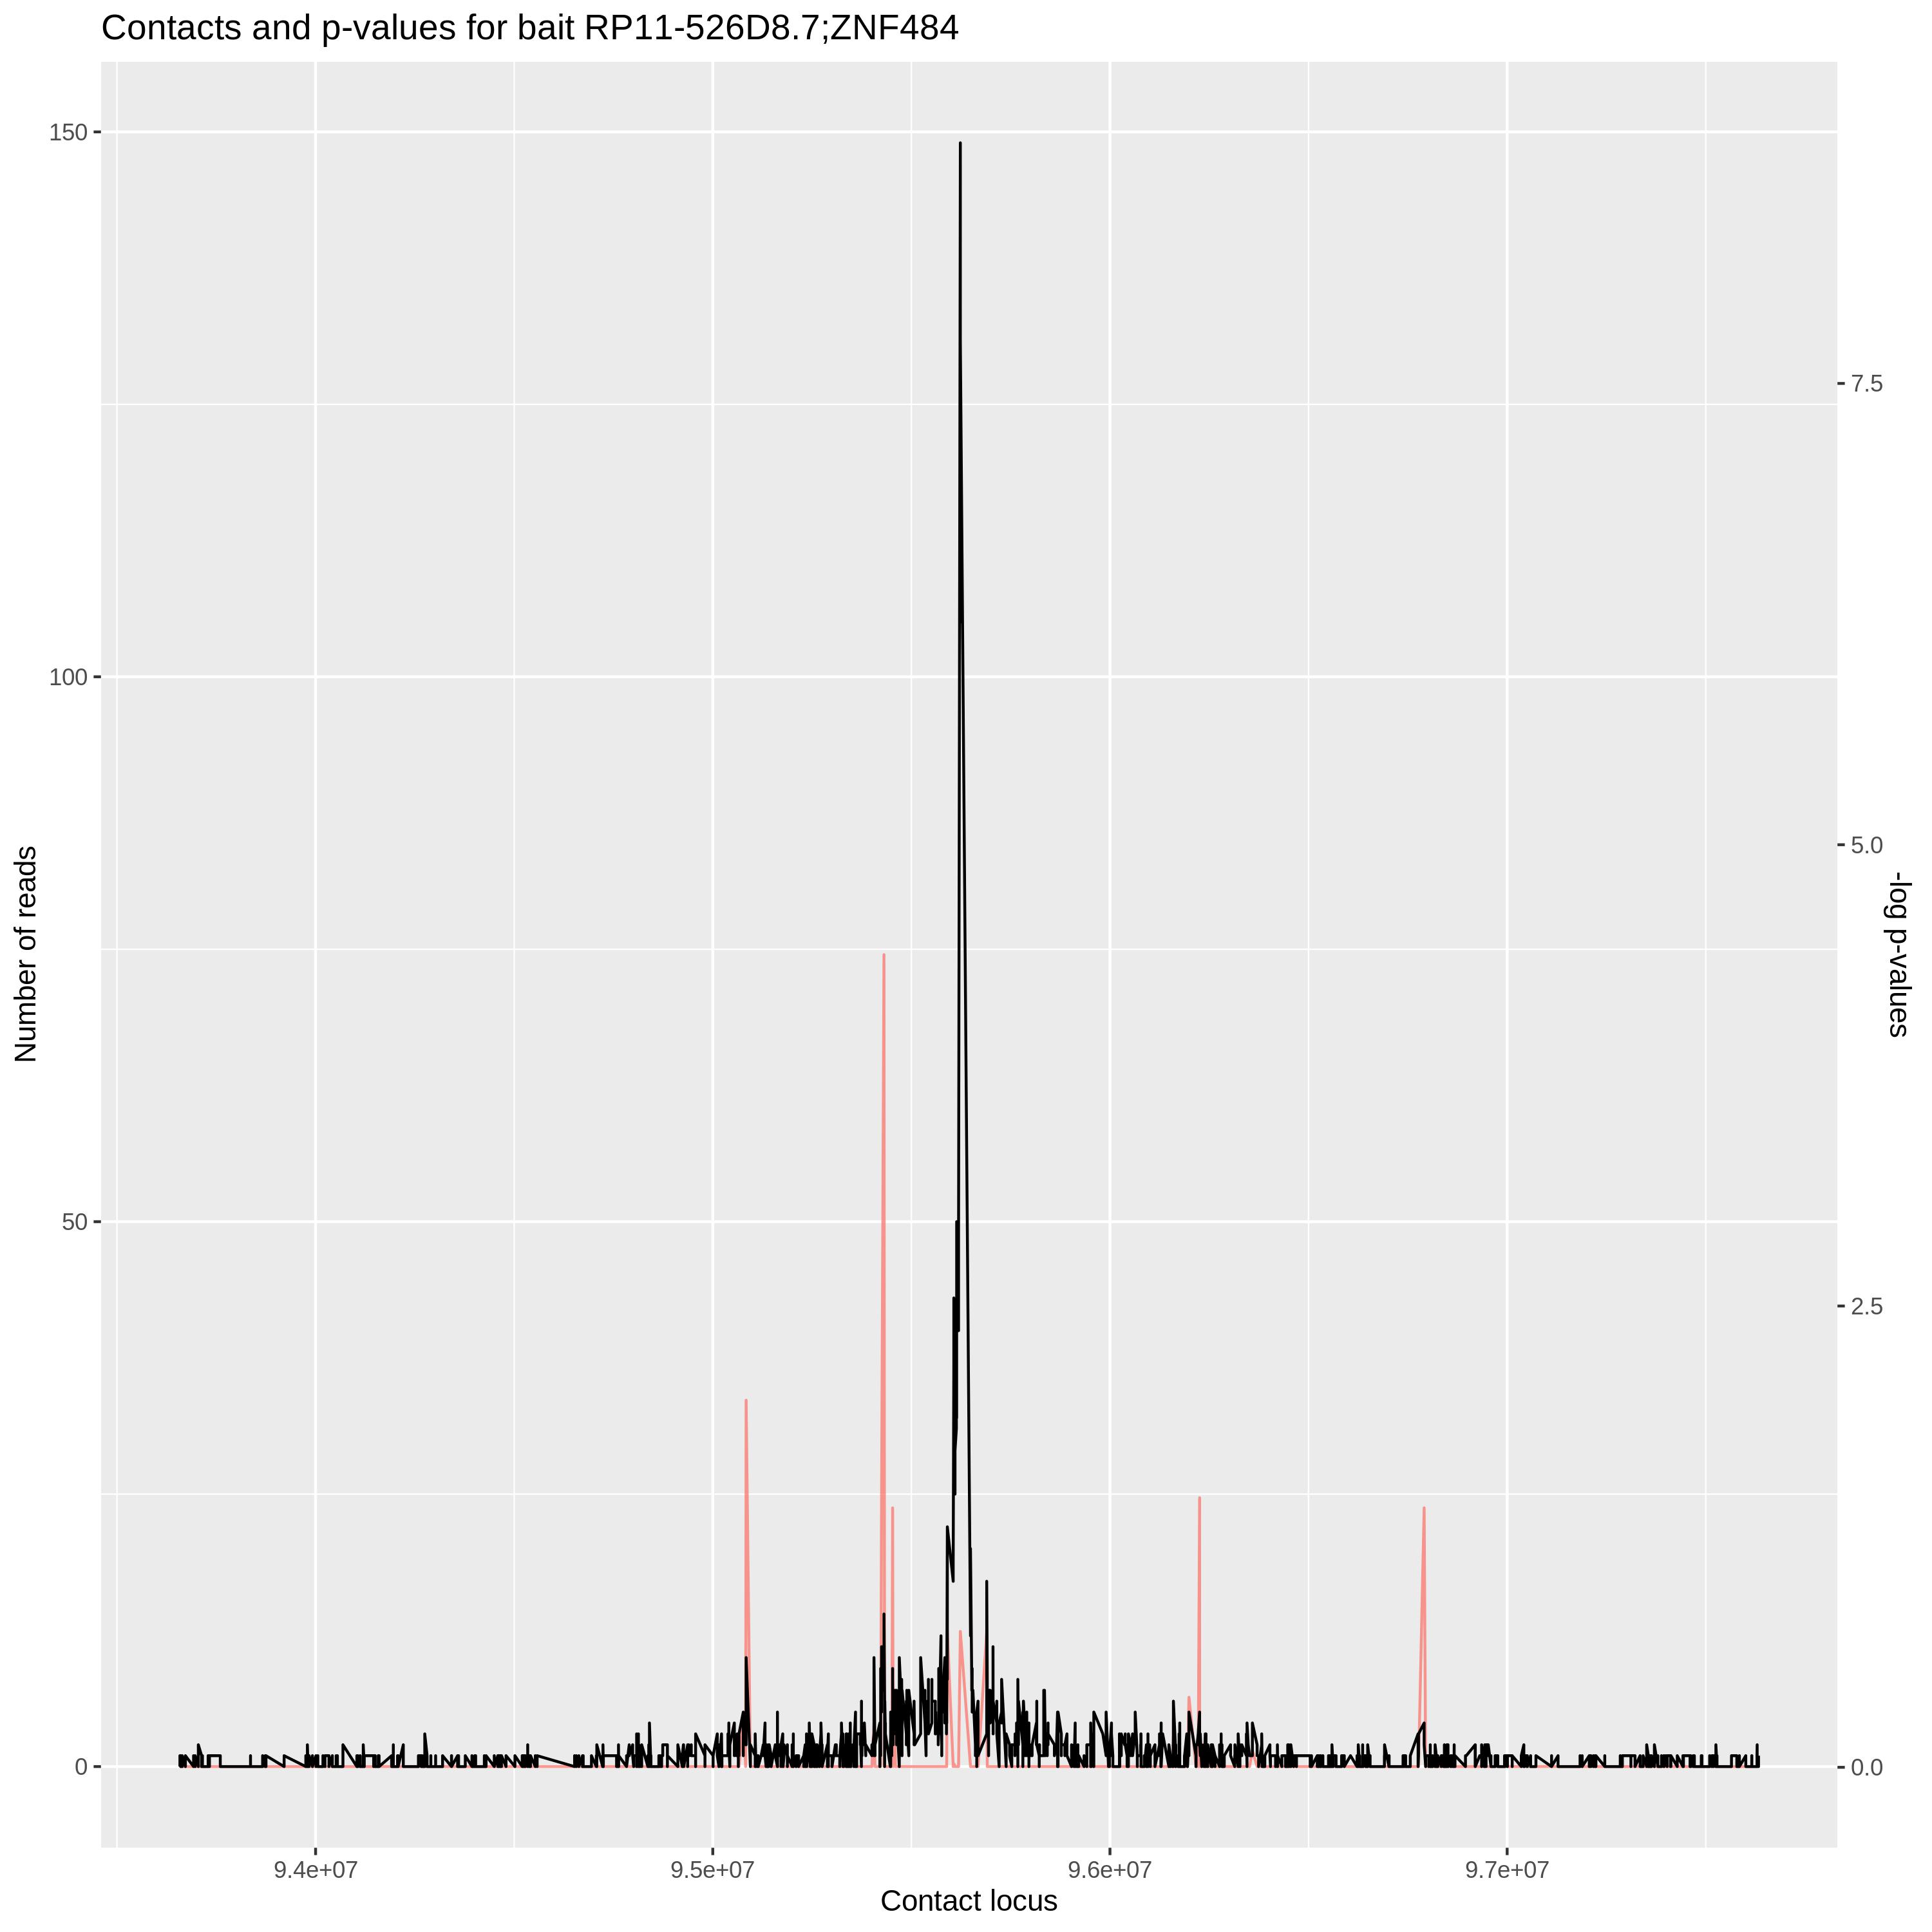 Contacts and p-values for bait RP11-526D8.7;ZNF484
150
100
50
0
Number of reads
7.5
5.0
2.5
0.0
-log p-values
9.4e+07 9.5e+07 9.6e+07 9.7e+07
Contact locus